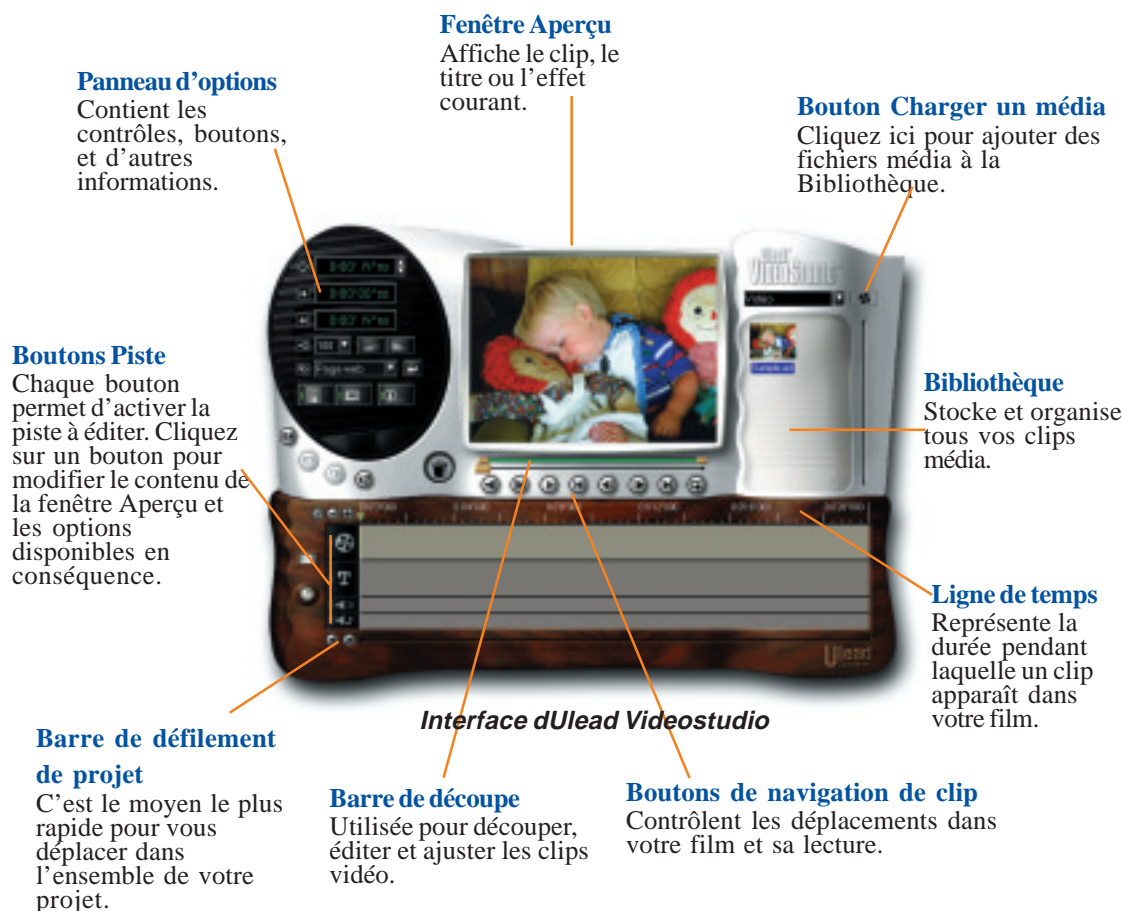 Fenêtre Aperçu
Affiche le clip, le
titre ou l'effet
courant.
Panneau d'options
Contient les
contrôles, boutons,
et d'autres
informations.
Bouton Charger un média
Cliquez ici pour ajouter des
fichiers média à la
Bibliothèque.
Ulead
VIDEOSTUDIO
Vidéo
Page web
Boutons Piste
Chaque bouton
permet d'activer la
piste à éditer. Cliquez
sur un bouton pour
modifier le contenu de
la fenêtre Aperçu et
les options
disponibles en
conséquence.
Bibliothèque
Stocke et organise
tous vos clips
média.
T
Ligne de temps
Représente la
durée pendant
laquelle un clip
apparaît dans
votre film.
Ulead
Interface dUlead Videostudio
Barre de défilement
de projet
C'est le moyen le plus
rapide pour vous
déplacer dans
l'ensemble de votre
projet.
Barre de découpe
Utilisée pour découper,
éditer et ajuster les clips
vidéo.
Boutons de navigation de clip
Contrôlent les déplacements dans
votre film et sa lecture.